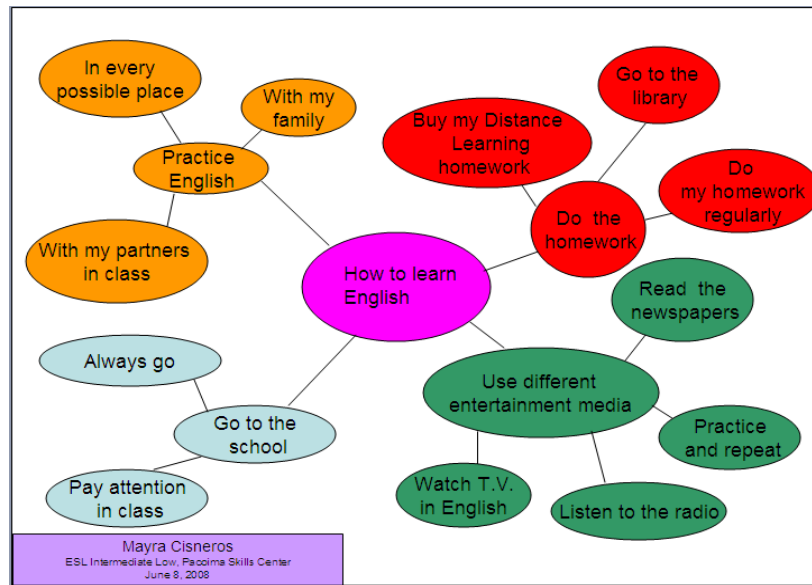 In every
possible place
With my
family
Practice
English
With my partners
in class
Go to the
library
Buy my Distance
Learning
homework
Do
my homework
regularly
Do the
homework
How to learn
English
Read the
newspapers
Always go
Use different
entertainment media
Go to the
school
Practice
and repeat
Pay attention
in class
Watch T.V.
in English
Listen to the radio
Mayra Cisneros
ESL Intermediate Low, Pacoima Skills Center
June 8, 2008